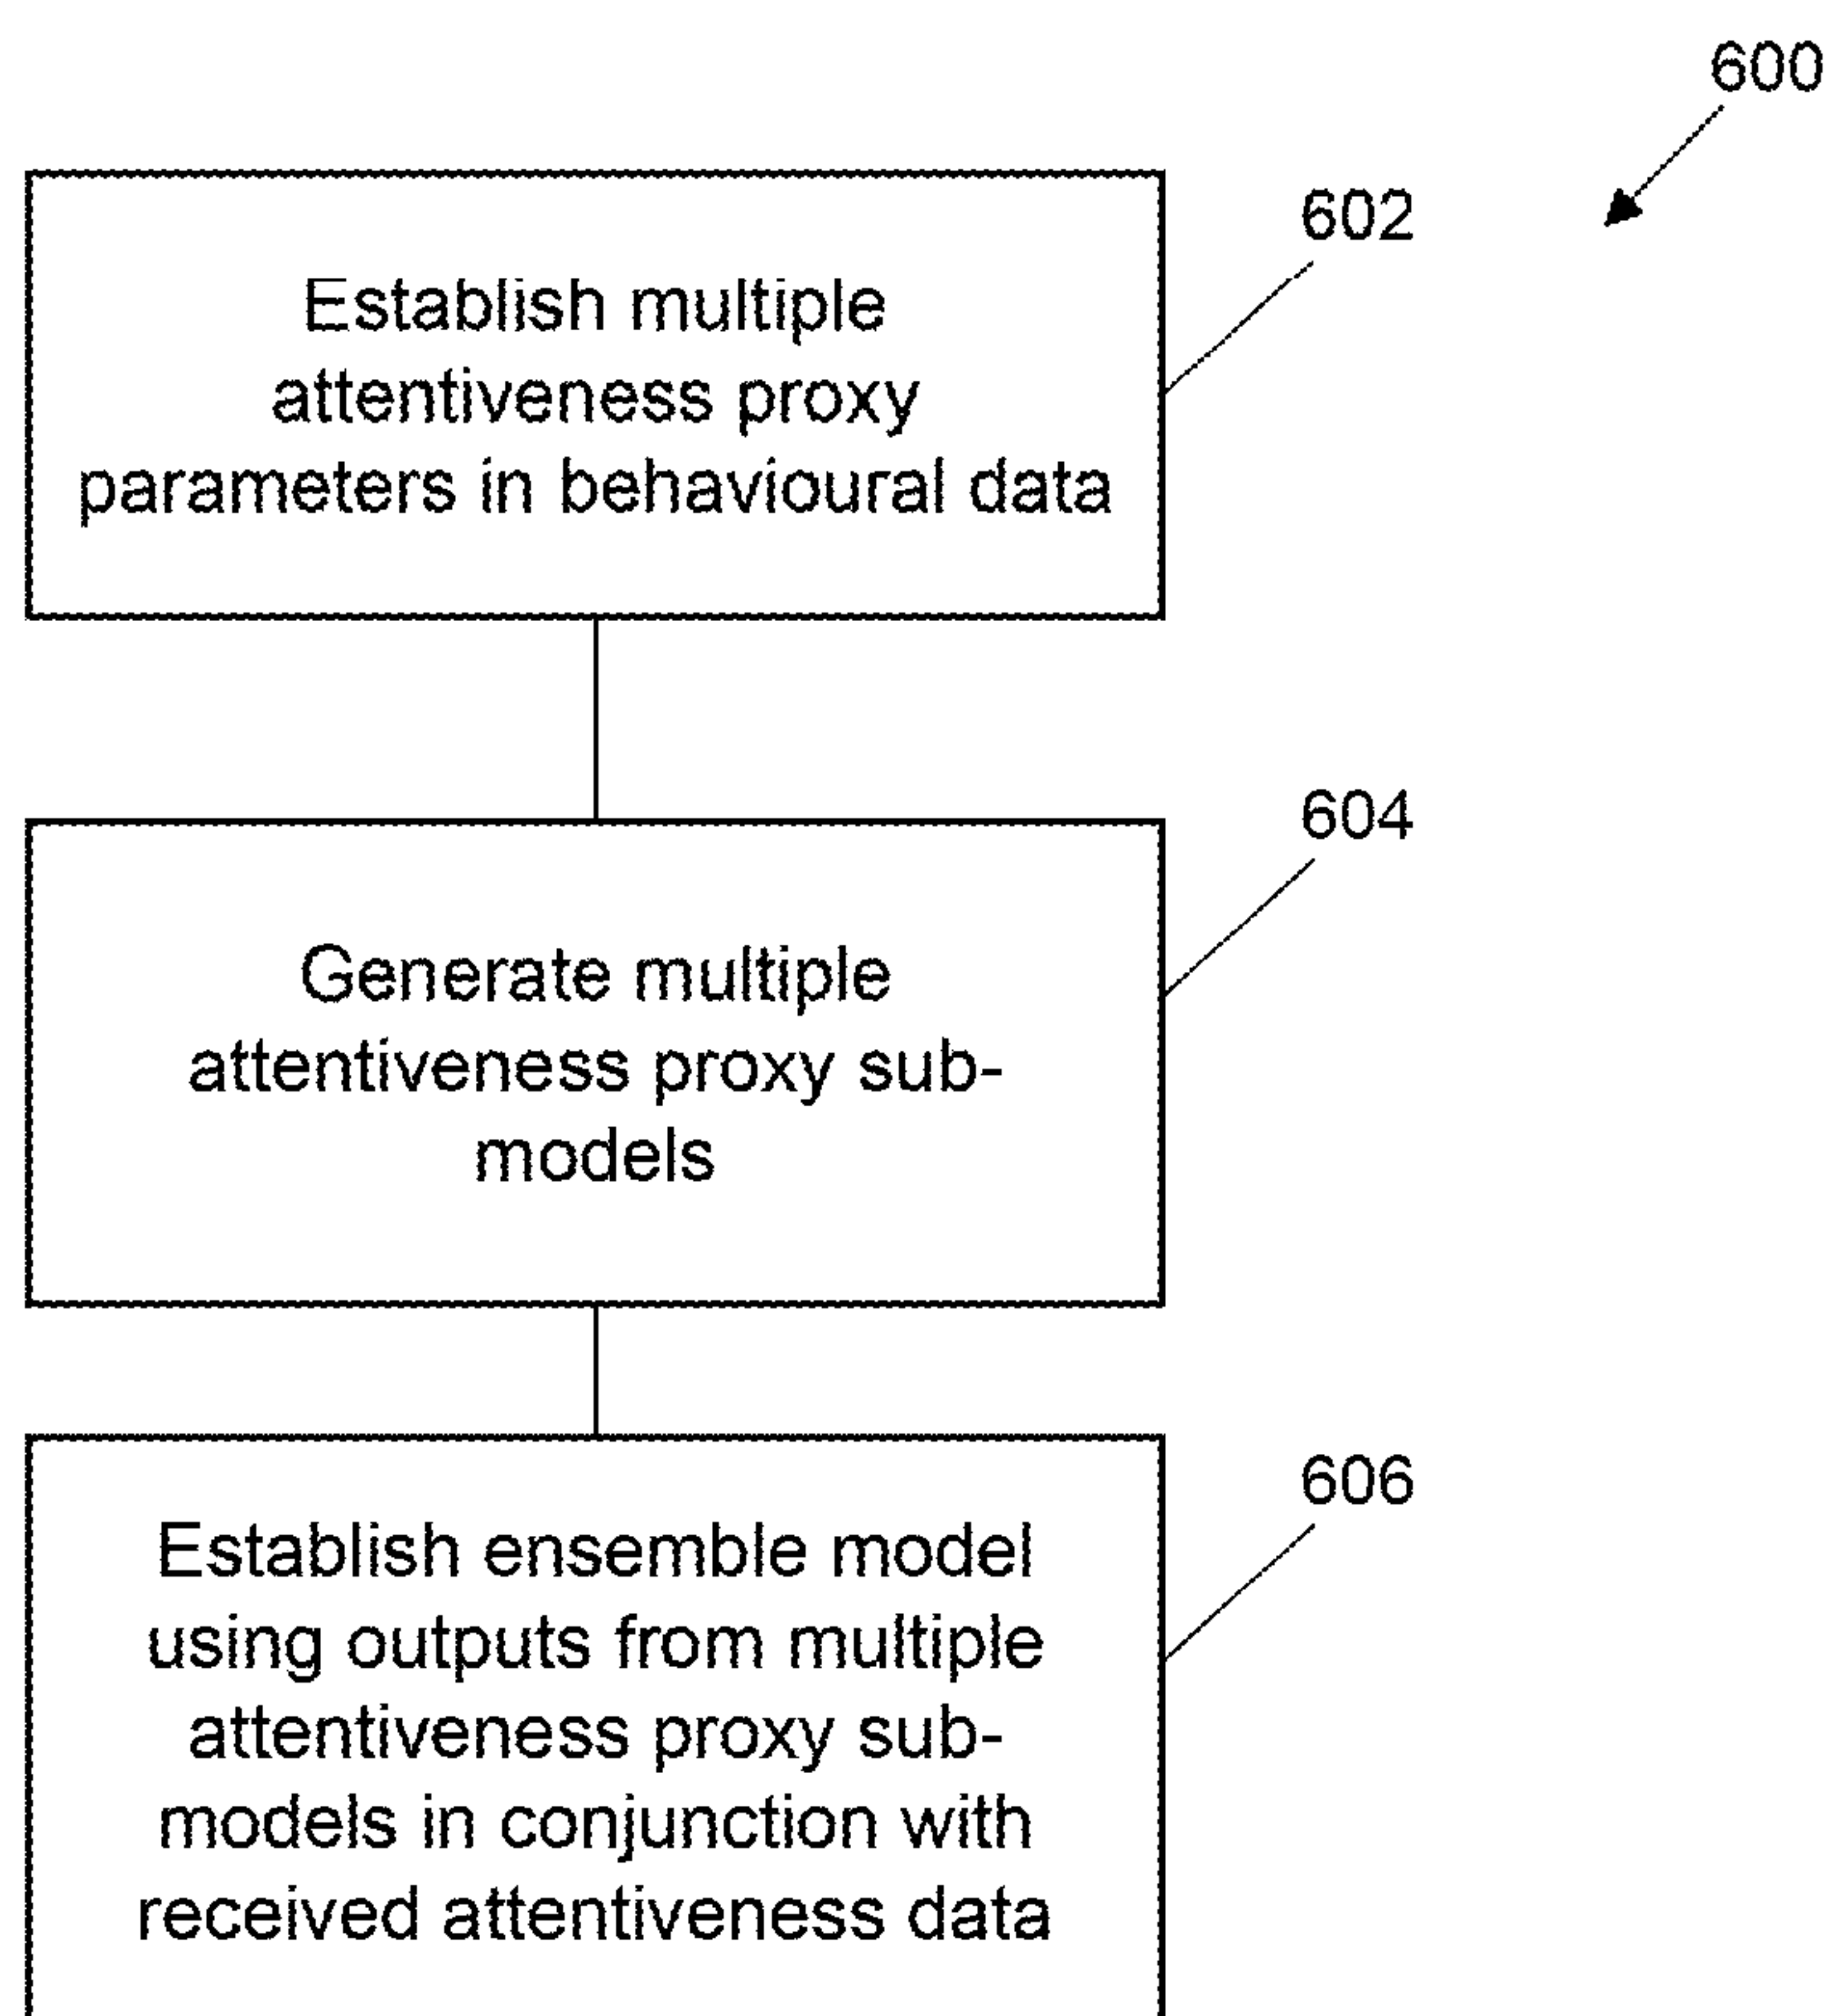 600
602
Establish multiple
attentiveness proxy
parameters in behavioural data
604
Generate multiple
attentiveness proxy sub-
models
606
Establish ensemble model
using outputs from multiple
attentiveness proxy sub-
models in conjunction with
received attentiveness data